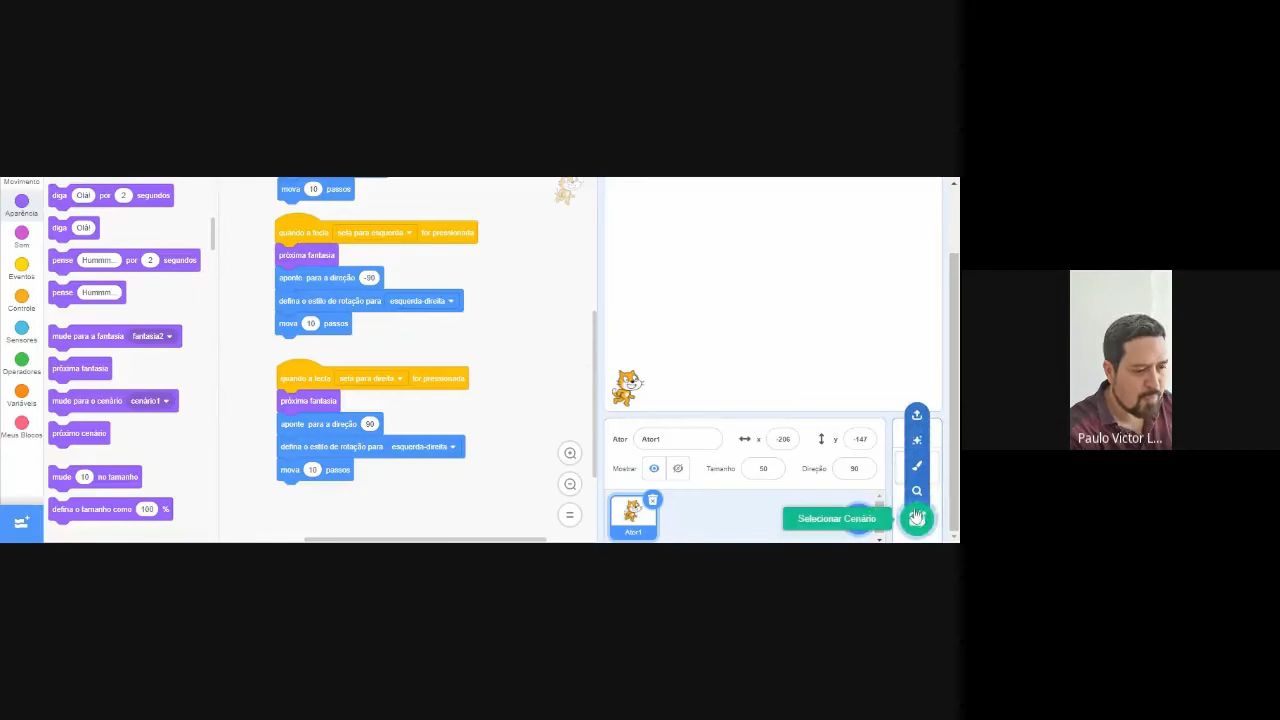 Movimento
Aparência
Som
Eventos
Controle
Sensores
Operadores
Variáveis
Meus Blocos
diga Olá! por 2 segundos
diga Olá!
pense Hummm... por 2 segundos
pense Hummm...
mude para a fantasia fantasia2
próxima fantasia
mude para o cenário cenário1
próximo cenário
mude 10 no tamanho
defina o tamanho como 100 %
mova 10 passos
quando a tecla seta para esquerda for pressionada
próxima fantasia
aponte para a direção -90
defina o estilo de rotação para esquerda-direita
mova 10 passos
quando a tecla seta para direita for pressionada
próxima fantasia
aponte para a direção 90
defina o estilo de rotação para esquerda-direita
mova 10 passos
Ator Ator1 x -206 y -147
Mostrar Tamanho 50 Direção 90
Ator1
Selecionar Cenário
Paulo Victor L...